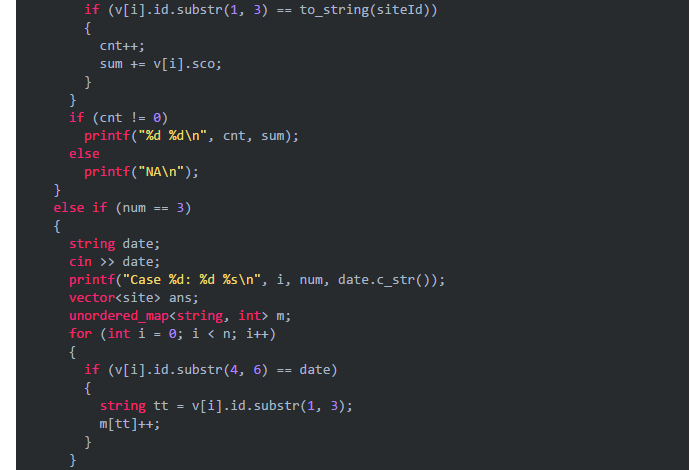 if (v[i].id.substr(1, 3) == to_string(siteId))
{
cnt++;
sum += v[i].sco;
}
}
if (cnt != 0)
printf("%d %d\n", cnt, sum);
else
printf("NA\n");
}
else if (num == 3)
{
string date;
cin >> date;
printf("Case %d: %d %s\n", i, num, date.c_str());
vector<site> ans;
unordered_map<string, int> m;
for (int i = 0; i < n; i++)
{
if (v[i].id.substr(4, 6) == date)
{
string tt = v[i].id.substr(1, 3);
m[tt]++;
}
}